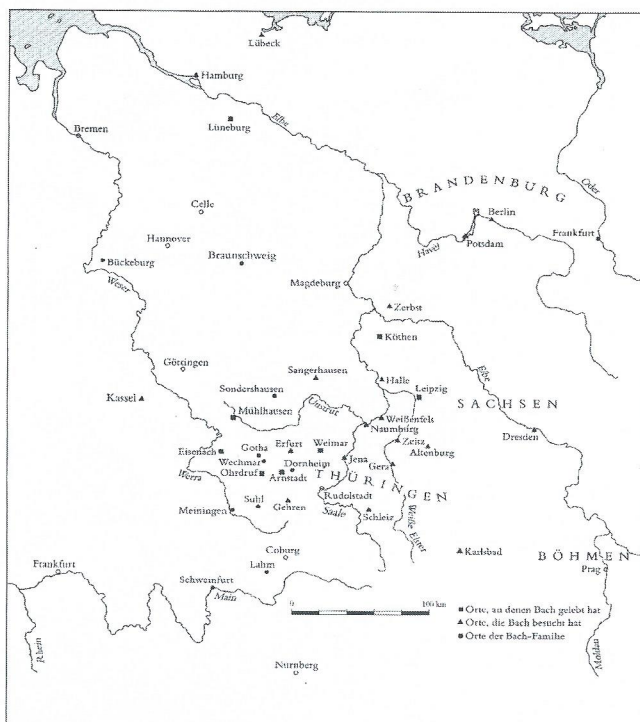 Lübeck
Hamburg
Elbe
Lüneburg
Bremen
BRANDENBURG
Oder
Celle
Berlin
Hannover
Havel
Potsdam
Frankfurt
Bückeburg
Braunschweig
Weser
Magdeburg
Zerbst
Köthen
Göttingen
Elbe
Sangerhausen
Halle
Kassel
Sondershausen
Leipzig
Unstrut
SACHSEN
Mühlhausen
Weißenfels
Naumburg
Dresden
Zeitz
Eisenach
Gotha
Erfurt
Weimar
Altenburg
Wechmar
Dornheim
Jena
Gera
Werra
Ohrdruf
Arnstadt
THÜRINGEN
Rudolstadt
Suhl
Gehren
Saale
Meiningen
Schleiz
Weiße Elster
Coburg
Karlsbad
BÖHMEN
Frankfurt
Lahm
Prag
Schweinfurt
Main
0 100 km
Orte, an denen Bach gelebt hat
Orte, die Bach besucht hat
Orte der Bach-Familie
Rhein
Moldau
Nürnberg